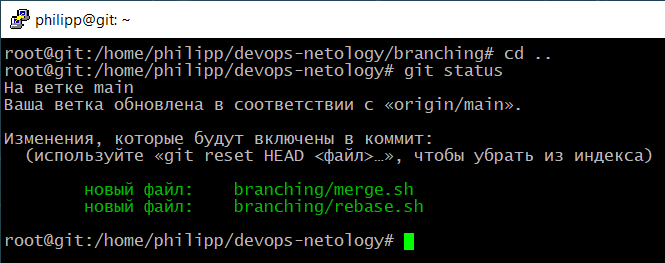 philipp@git: ~
root@git:/home/philipp/devops-netology/branching# cd ..
root@git:/home/philipp/devops-netology# git status
На ветке main
Ваша ветка обновлена в соответствии с «origin/main».
Изменения, которые будут включены в коммит:
(используйте «git reset HEAD <файл>…», чтобы убрать из индекса)
новый файл: branching/merge.sh
новый файл: branching/rebase.sh
root@git:/home/philipp/devops-netology#